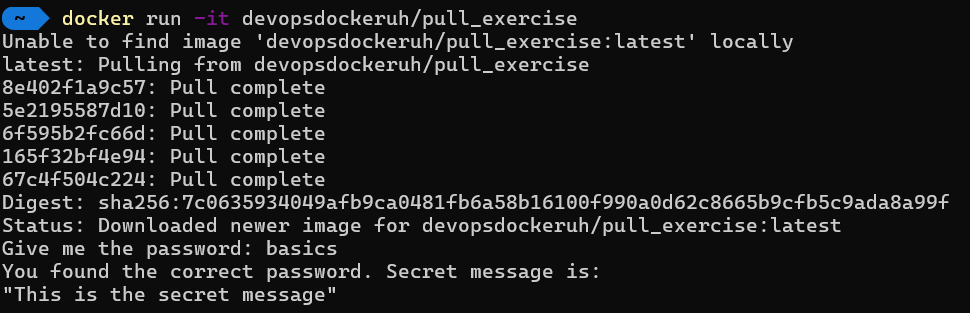 ~ docker run -it devopsdockeruh/pull_exercise
Unable to find image 'devopsdockeruh/pull_exercise:latest' locally
latest: Pulling from devopsdockeruh/pull_exercise
8e402f1a9c57: Pull complete
5e2195587d10: Pull complete
6f595b2fc66d: Pull complete
165f32bf4e94: Pull complete
67c4f504c224: Pull complete
Digest: sha256:7c0635934049afb9ca0481fb6a58b16100f990a0d62c8665b9cfb5c9ada8a99f
Status: Downloaded newer image for devopsdockeruh/pull_exercise:latest
Give me the password: basics
You found the correct password. Secret message is:
"This is the secret message"